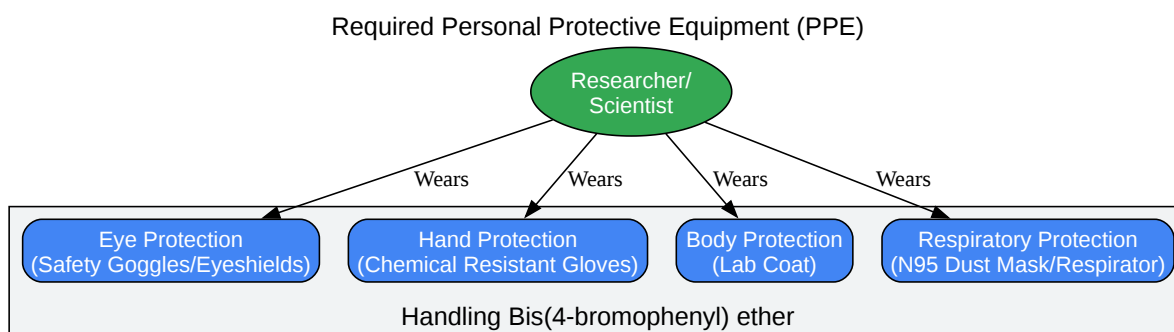 Required Personal Protective Equipment (PPE)
Researcher/
Scientist
Wears
Wears
Wears
Wears
Eye Protection
(Safety Goggles/Eyeshields)
Hand Protection
(Chemical Resistant Gloves)
Body Protection
(Lab Coat)
Respiratory Protection
(N95 Dust Mask/Respirator)
Handling Bis(4-bromophenyl) ether